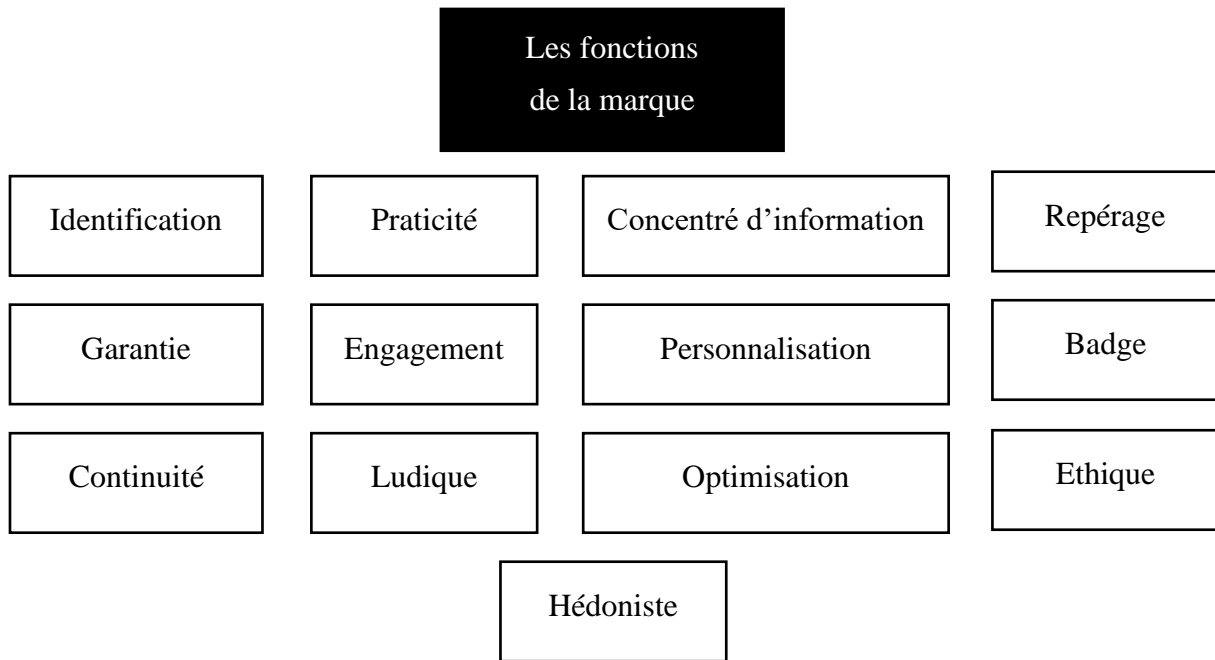 Les fonctions
de la marque
Identification
Praticité
Concentré d’information
Repérage
Garantie
Engagement
Personnalisation
Badge
Continuité
Ludique
Optimisation
Ethique
Hédoniste